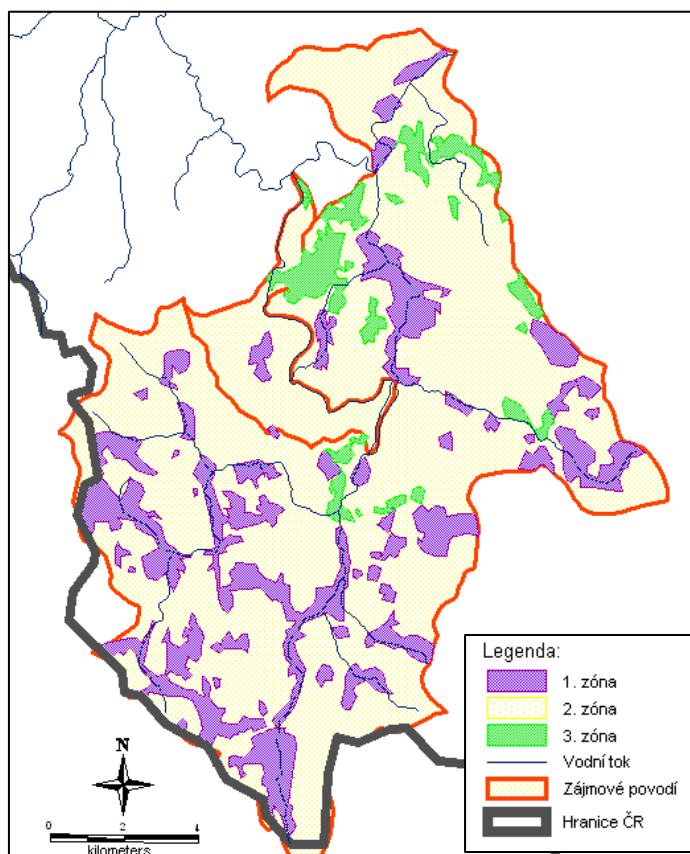 Legenda:
1. zóna
2. zóna
3. zóna
Vodní tok
Zájmové povodí
Hranice ČR
N
0 2 4
kilometers